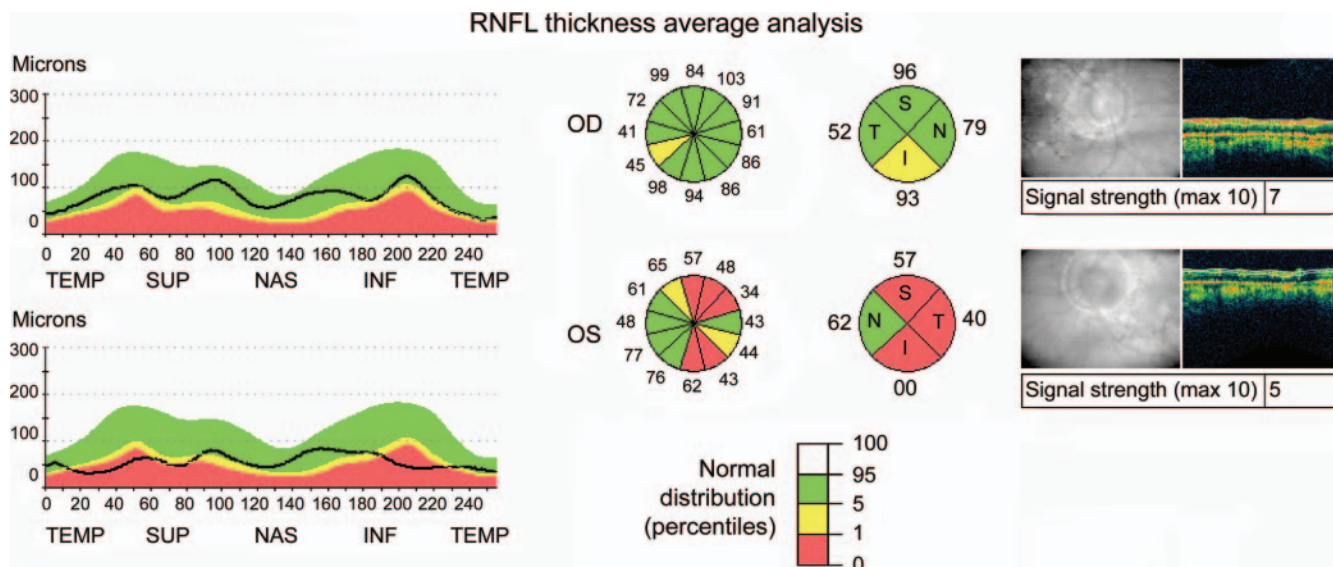 RNFL thickness average analysis
Microns
300
200
100
0
0 20 40 60 80 100 120 140 160 180 200 220 240
TEMP SUP NAS INF TEMP
OD
84
103
91
61
86
86
94
98
45
41
72
99
96
S
52 T N 79
I
93
Signal strength (max 10) 7
Microns
300
200
100
0
0 20 40 60 80 100 120 140 160 180 200 220 240
TEMP SUP NAS INF TEMP
OS
57
48
34
43
44
43
62
76
77
48
61
65
57
S
62 N T 40
I
00
Signal strength (max 10) 5
Normal
distribution
(percentiles)
100
95
5
1
0